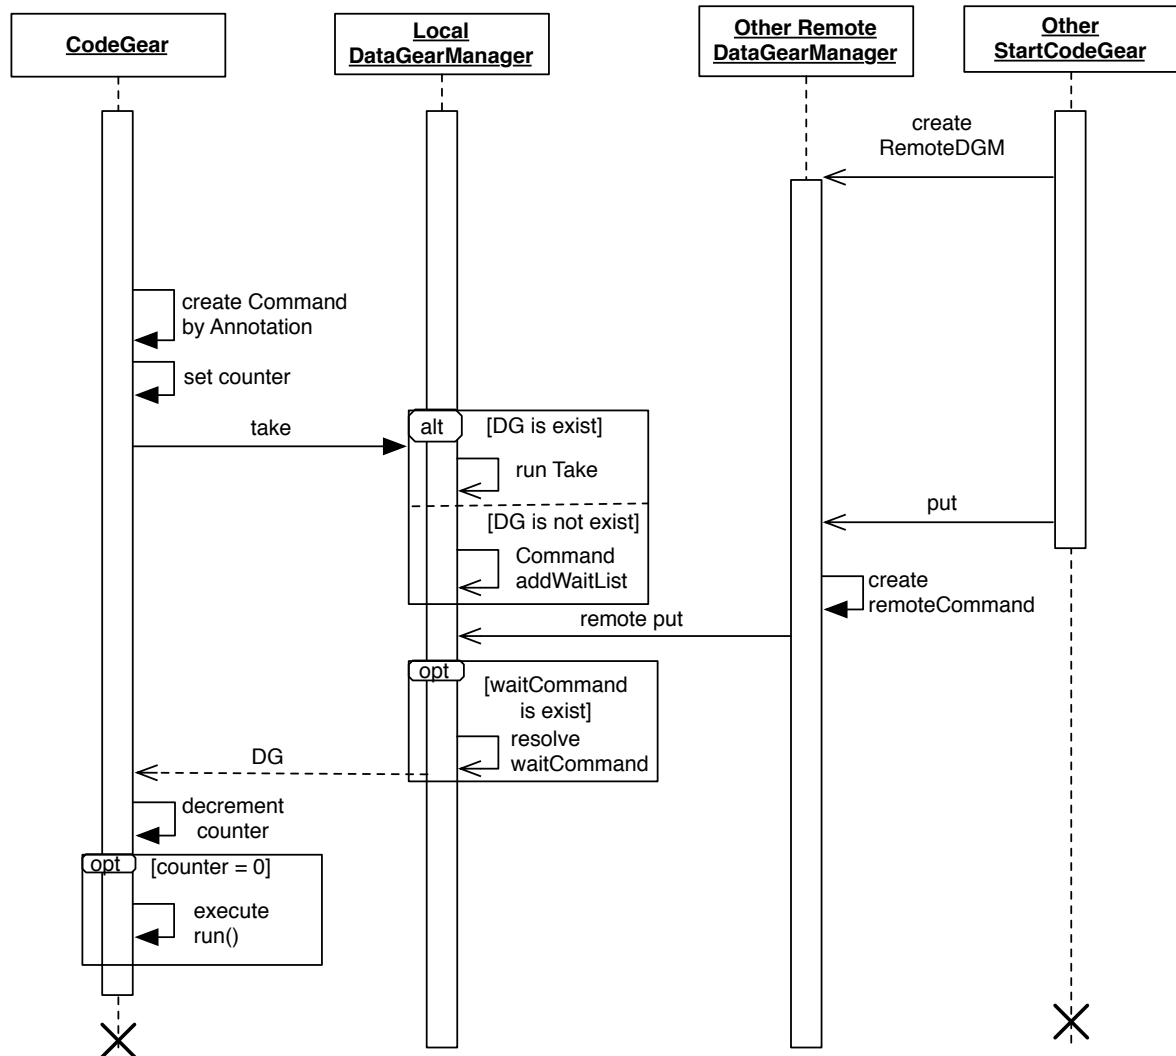 CodeGear
Local
DataGearManager
Other Remote
DataGearManager
Other
StartCodeGear
create
RemoteDGM
create Command
by Annotation
set counter
take
alt
[DG is exist]
run Take
[DG is not exist]
Command
addWaitList
put
create
remoteCommand
remote put
opt
[waitCommand
is exist]
resolve
waitCommand
DG
decrement
counter
opt
[counter = 0]
execute
run()